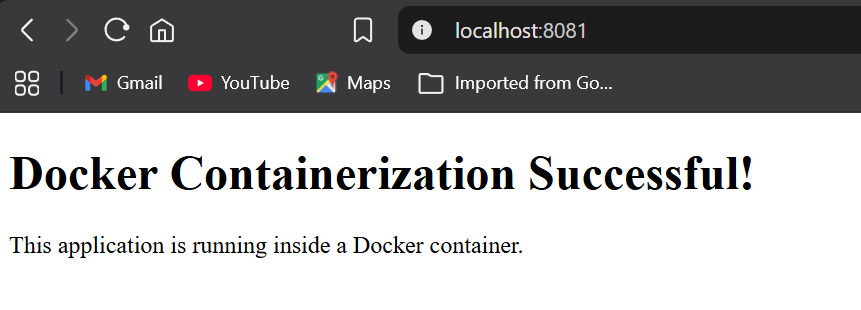 localhost:8081
Gmail YouTube Maps Imported from Go...
Docker Containerization Successful!
This application is running inside a Docker container.